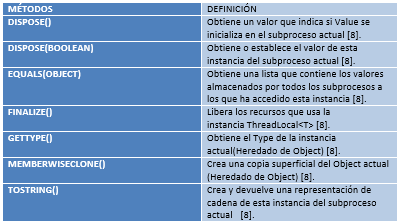 MÉTODOS DEFINICIÓN
DISPOSE() Obtiene un valor que indica si Value se
inicializa en el subproceso actual [8].
DISPOSE(BOOLEAN) Obtiene o establece el valor de esta
instancia del subproceso actual [8].
EQUALS(OBJECT) Obtiene una lista que contiene los valores
almacenados por todos los subprocesos a
los que ha accedido esta instancia [8].
FINALIZE() Libera los recursos que usa la
instancia ThreadLocal<T> [8].
GETTYPE() Obtiene el Type de la instancia
actual(Heredado de Object) [8].
MEMBERWISECLONE() Crea una copia superficial del Object actual
(Heredado de Object) [8].
TOSTRING() Crea y devuelve una representación de
cadena de esta instancia del subproceso
actual [8].